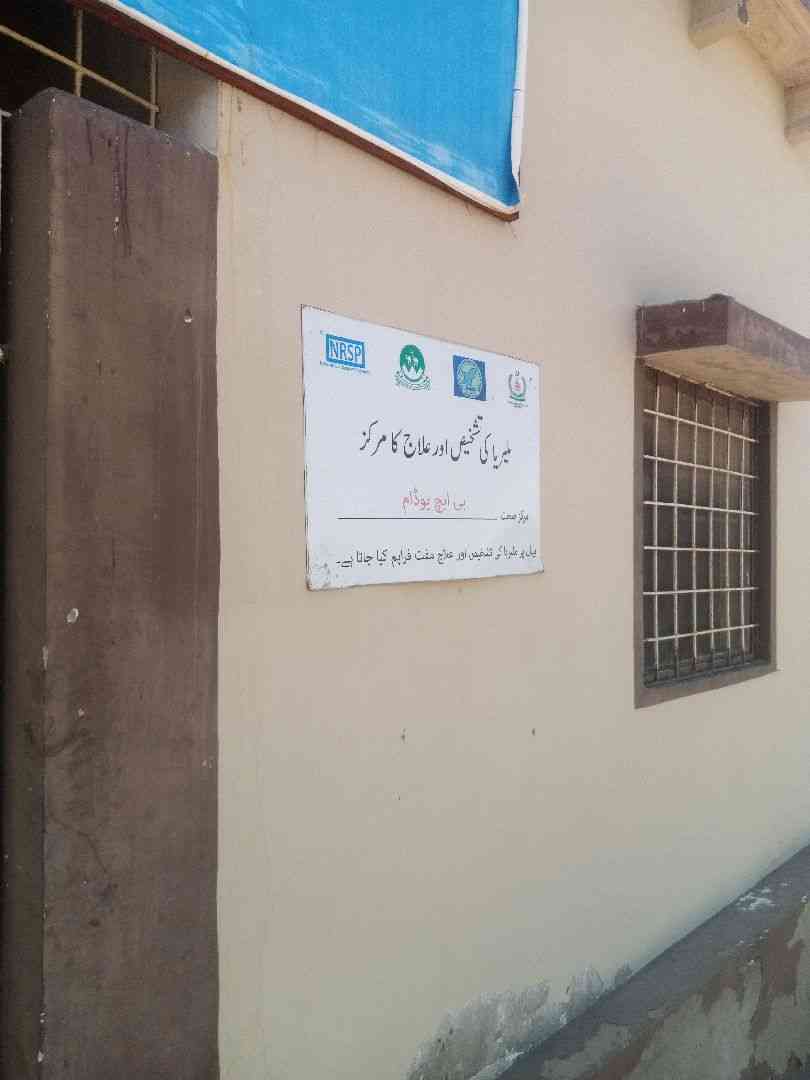 NRSP
ملیریا کی تشخیص اور علاج کا مرکز
بی ایچ یو ڈام
مرکز صحت
یہاں پر ملیریا کی تشخیص اور علاج مفت فراہم کیا جاتا ہے۔